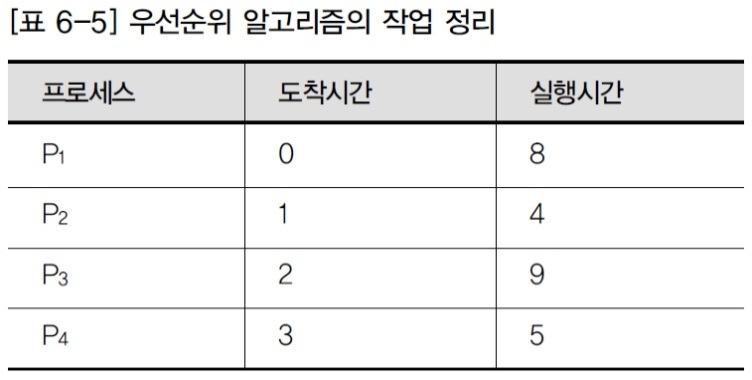 [표 6-5] 우선순위 알고리즘의 작업 정리
프로세스 도착시간 실행시간
P1 0 8
P2 1 4
P3 2 9
P4 3 5